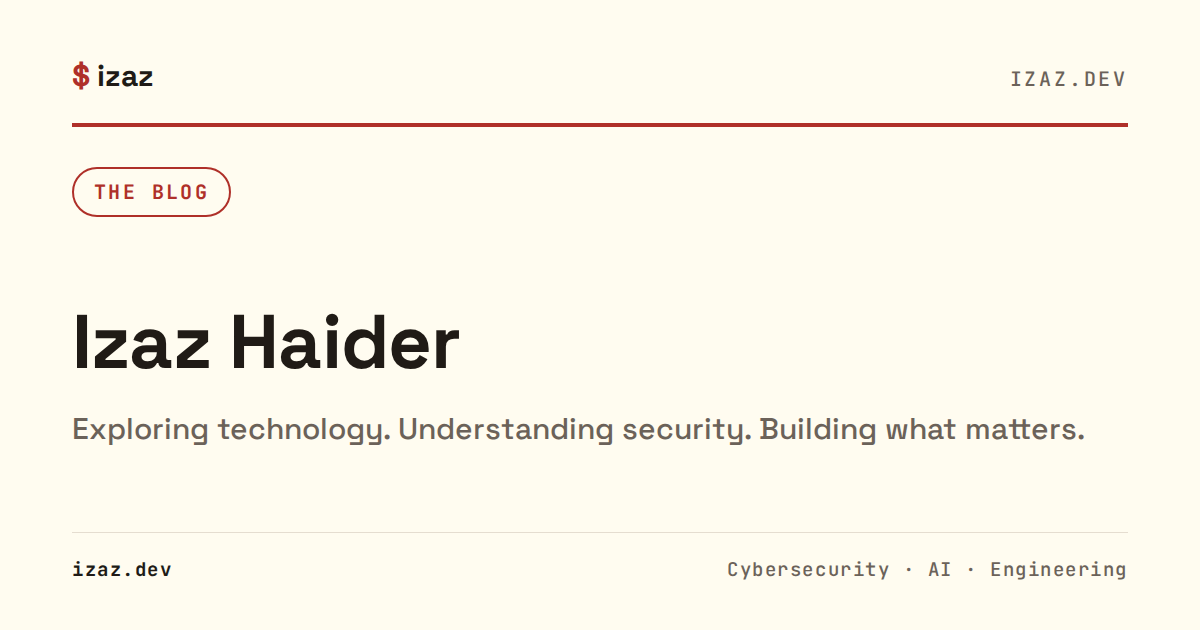 $ izaz
IZAZ.DEV
THE BLOG
Izaz Haider
Exploring technology. Understanding security. Building what matters.
izaz.dev
Cybersecurity · AI · Engineering